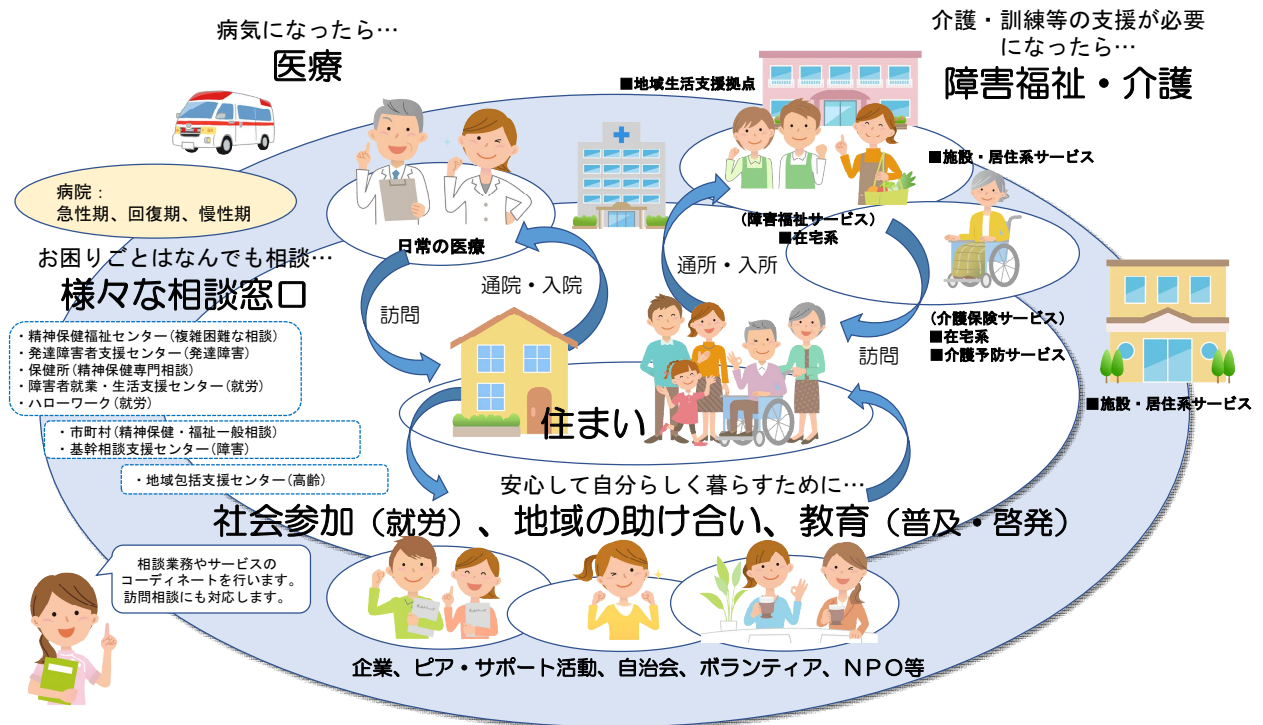 病気になったら…
医療
介護・訓練等の支援が必要
になったら…
障害福祉・介護
■地域生活支援拠点
■施設・居住系サービス
病院：
急性期、回復期、慢性期
日常の医療
(障害福祉サービス)
■在宅系
お困りごとはなんでも相談…
様々な相談窓口
通院・入院
通所・入所
訪問
訪問
(介護保険サービス)
■在宅系
■介護予防サービス
■施設・居住系サービス
・精神保健福祉センター(複雑困難な相談)
・発達障害者支援センター(発達障害)
・保健所(精神保健専門相談)
・障害者就業・生活支援センター(就労)
・ハローワーク(就労)
・市町村(精神保健・福祉一般相談)
・基幹相談支援センター(障害)
・地域包括支援センター(高齢)
住まい
安心して自分らしく暮らすために…
社会参加（就労）、地域の助け合い、教育（普及・啓発）
相談業務やサービスの
コーディネートを行います。
訪問相談にも対応します。
企業、ピア・サポート活動、自治会、ボランティア、ＮＰＯ等